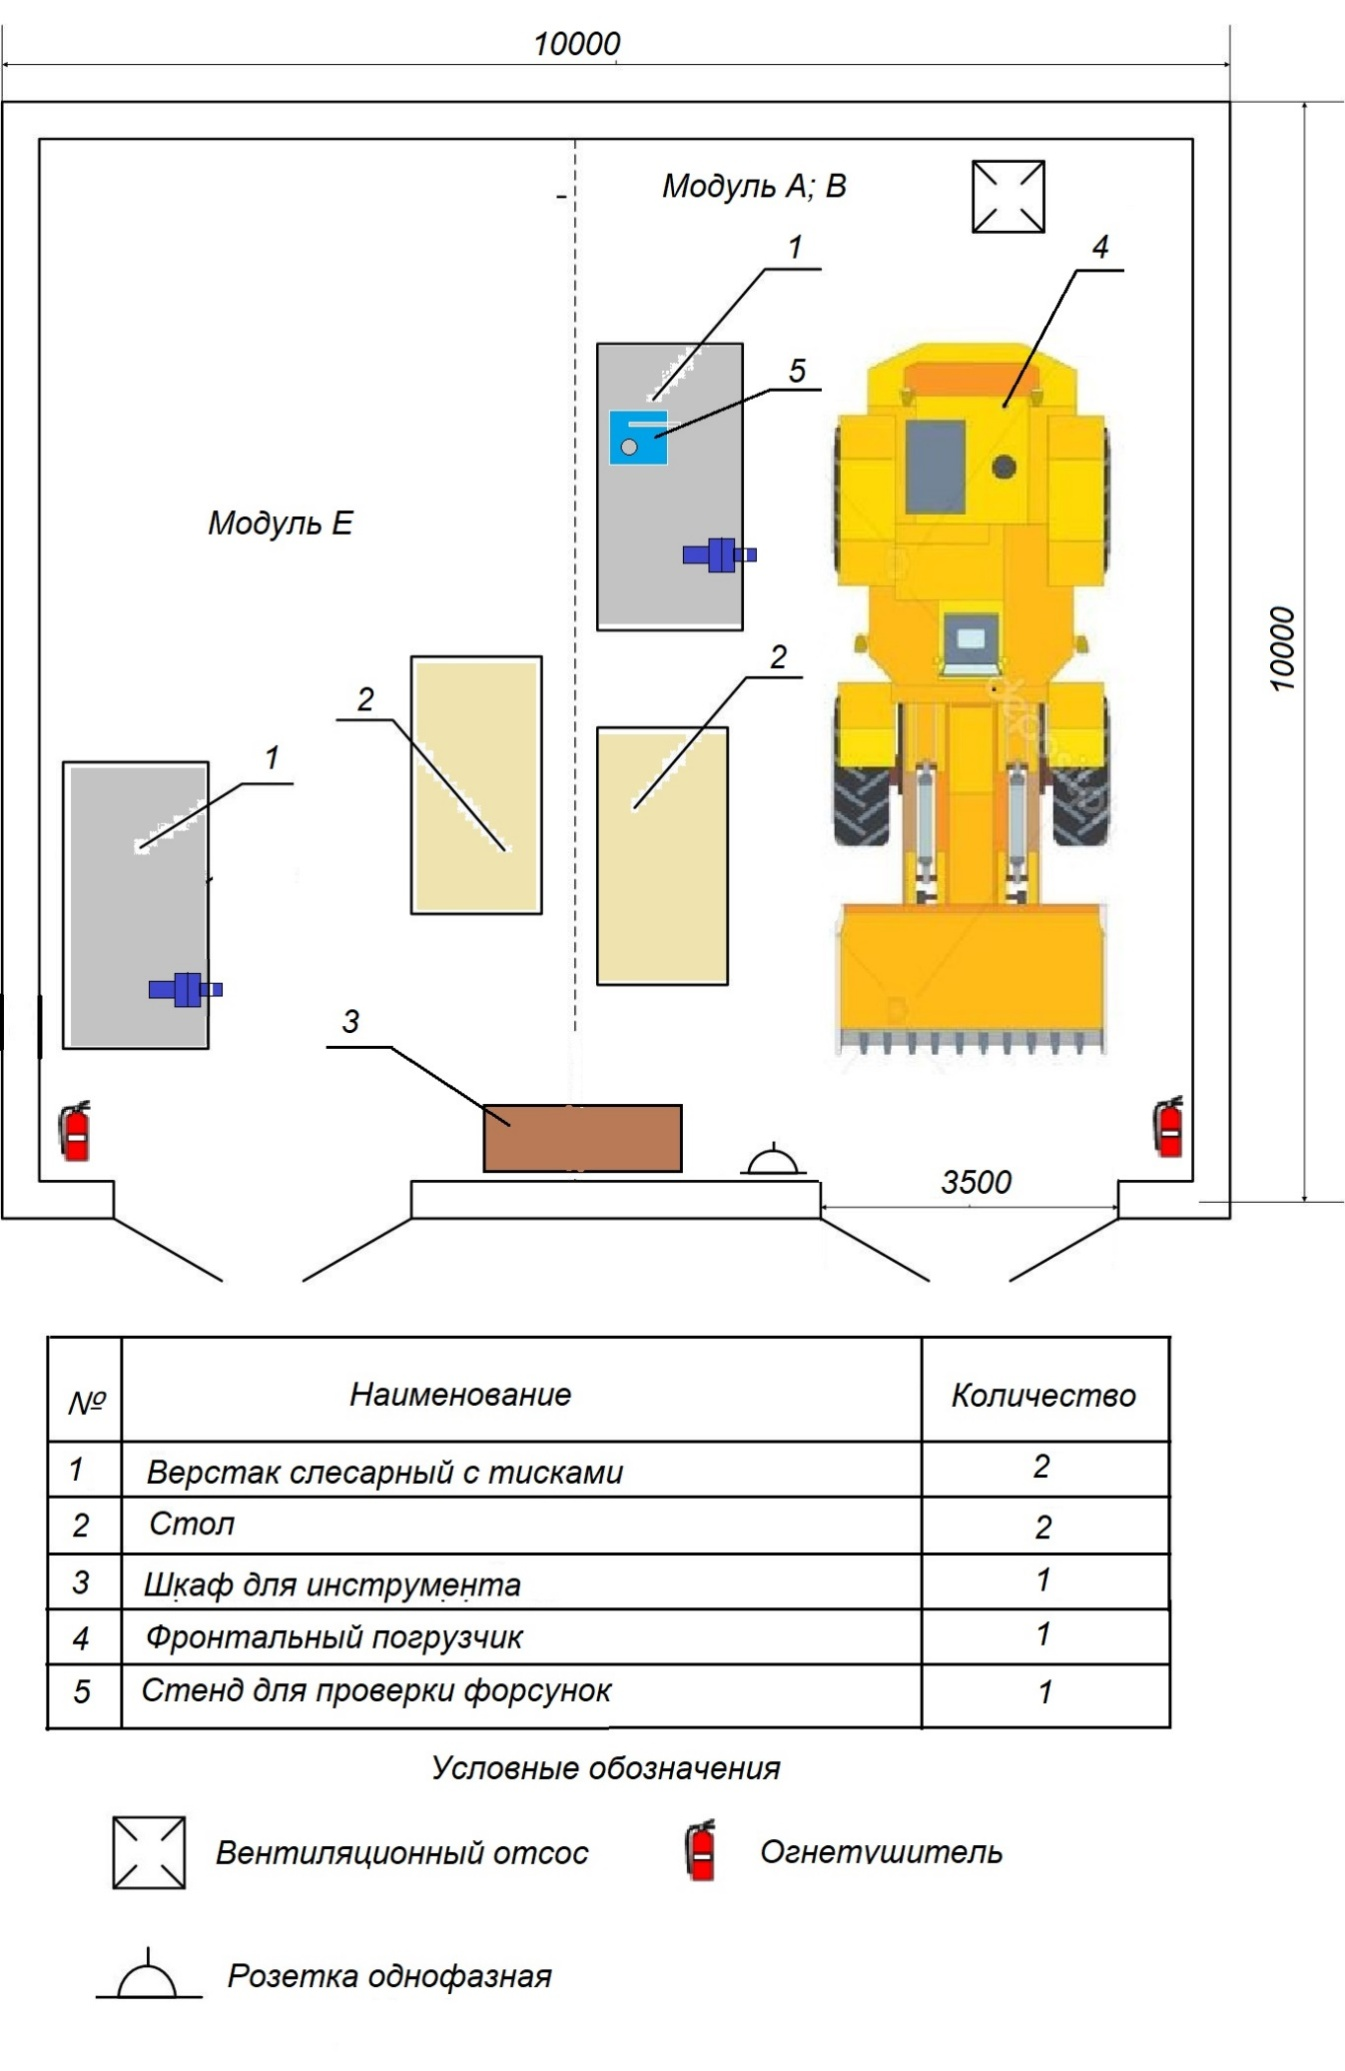 10000
Модуль А; В
1
4
5
Модуль Е
10000
2
2
1
3
3500
№ Наименование Количество
1 Верстак слесарный с тисками 2
2 Стол 2
3 Шкаф для инструмента 1
4 Фронтальный погрузчик 1
5 Стенд для проверки форсунок 1
Условные обозначения
Вентиляционный отсос Огнетушитель
Розетка однофазная